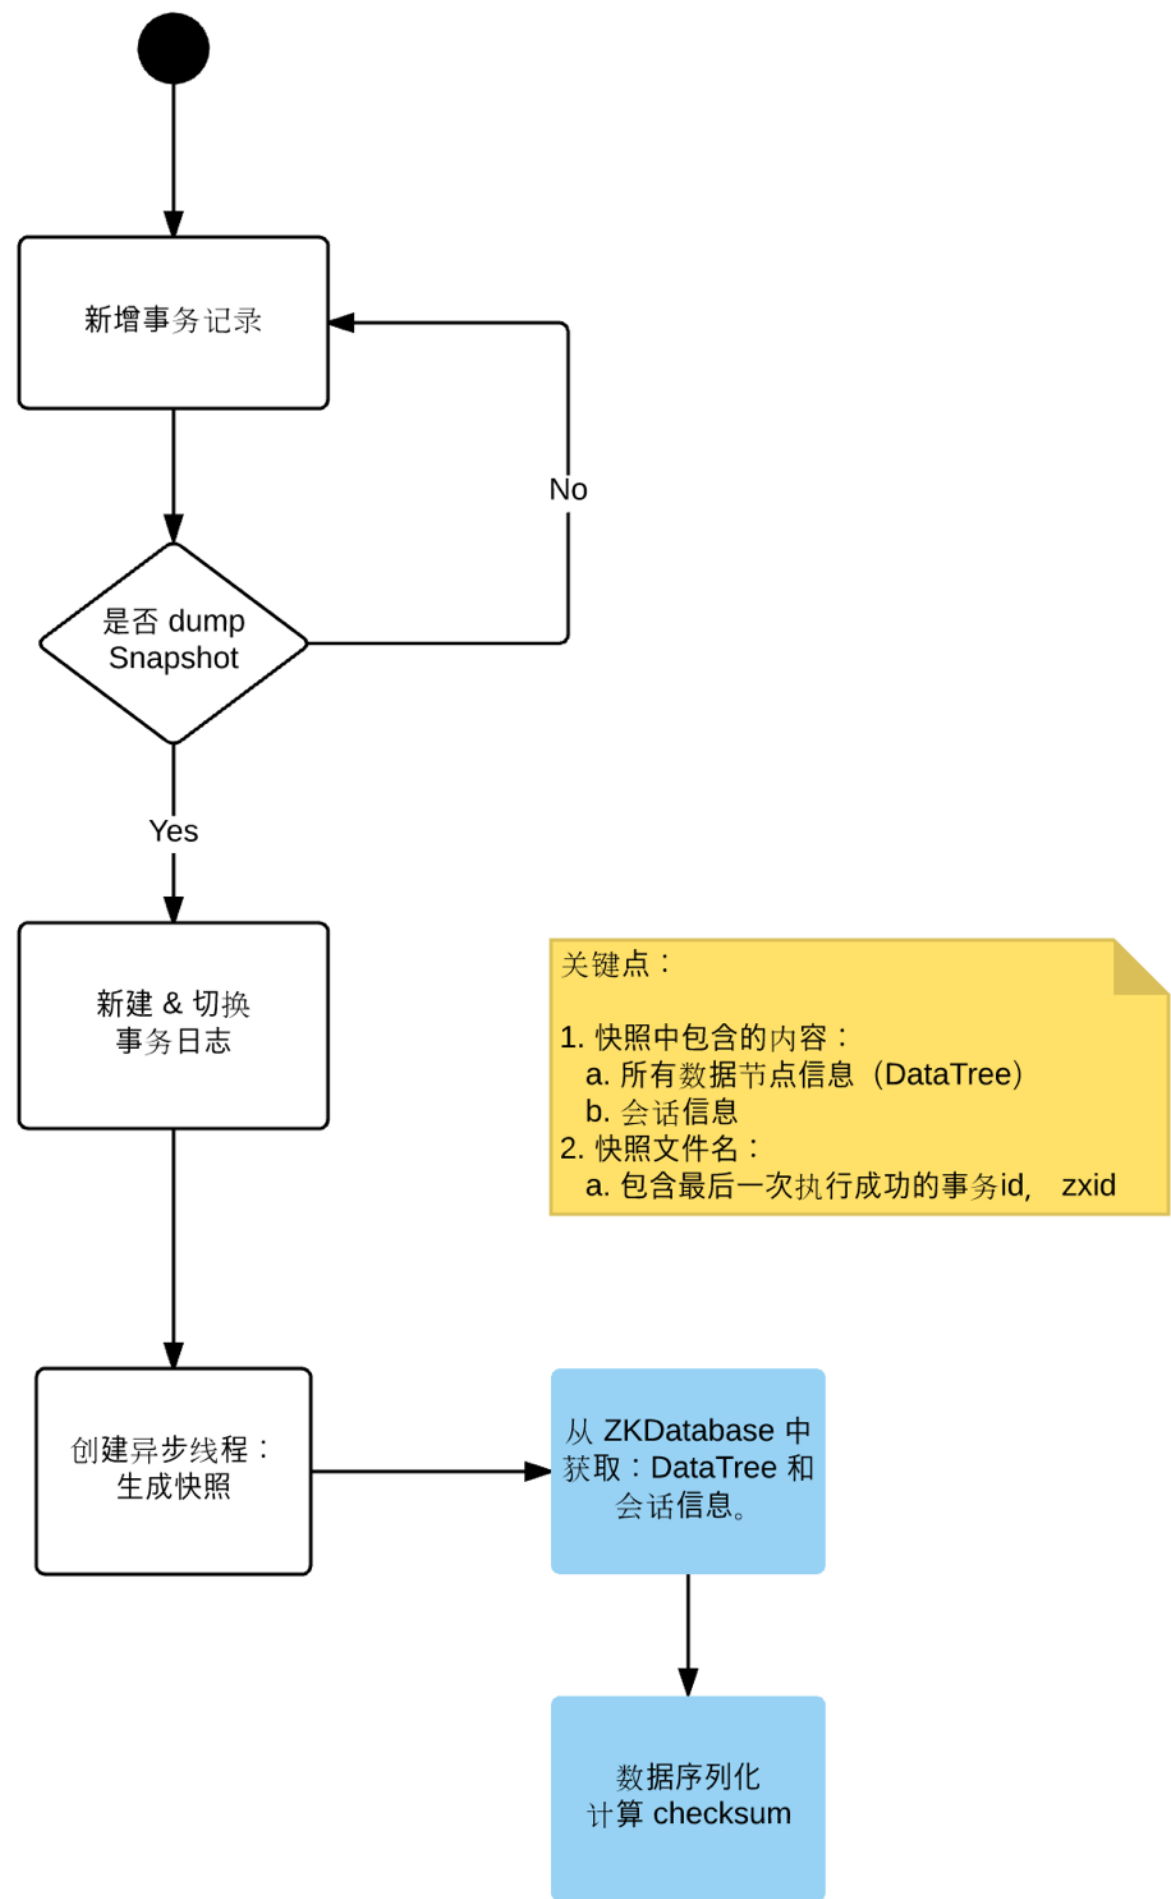 新增事务记录
No
是否 dump
Snapshot
Yes
新建 & 切换
事务日志
关键点：
1. 快照中包含的内容：
a. 所有数据节点信息（DataTree）
b. 会话信息
2. 快照文件名：
a. 包含最后一次执行成功的事务id， zxid
创建异步线程：
生成快照
从 ZKDatabase 中
获取：DataTree 和
会话信息。
数据序列化
计算 checksum